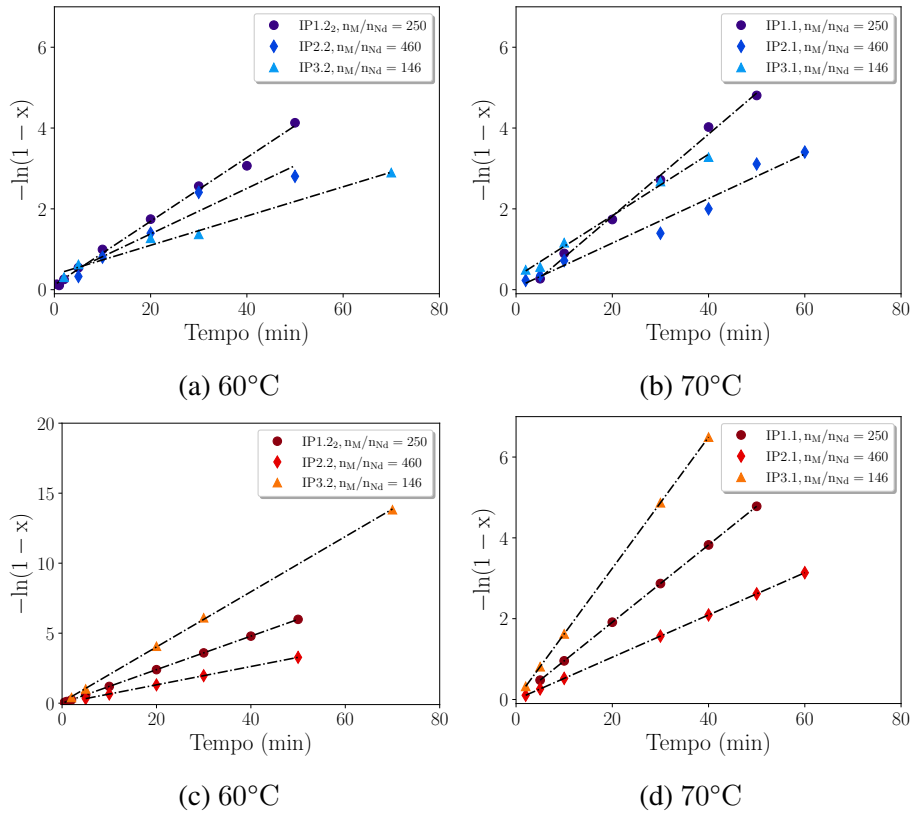 IP1.2₂, n_M/n_Nd = 250
IP2.2, n_M/n_Nd = 460
IP3.2, n_M/n_Nd = 146
−ln(1 − x)
6
4
2
0
0 20 40 60 80
Tempo (min)
(a) 60°C
IP1.1, n_M/n_Nd = 250
IP2.1, n_M/n_Nd = 460
IP3.1, n_M/n_Nd = 146
−ln(1 − x)
6
4
2
0
0 20 40 60 80
Tempo (min)
(b) 70°C
IP1.2₂, n_M/n_Nd = 250
IP2.2, n_M/n_Nd = 460
IP3.2, n_M/n_Nd = 146
−ln(1 − x)
20
15
10
5
0
0 20 40 60 80
Tempo (min)
(c) 60°C
IP1.1, n_M/n_Nd = 250
IP2.1, n_M/n_Nd = 460
IP3.1, n_M/n_Nd = 146
−ln(1 − x)
6
4
2
0
0 20 40 60 80
Tempo (min)
(d) 70°C